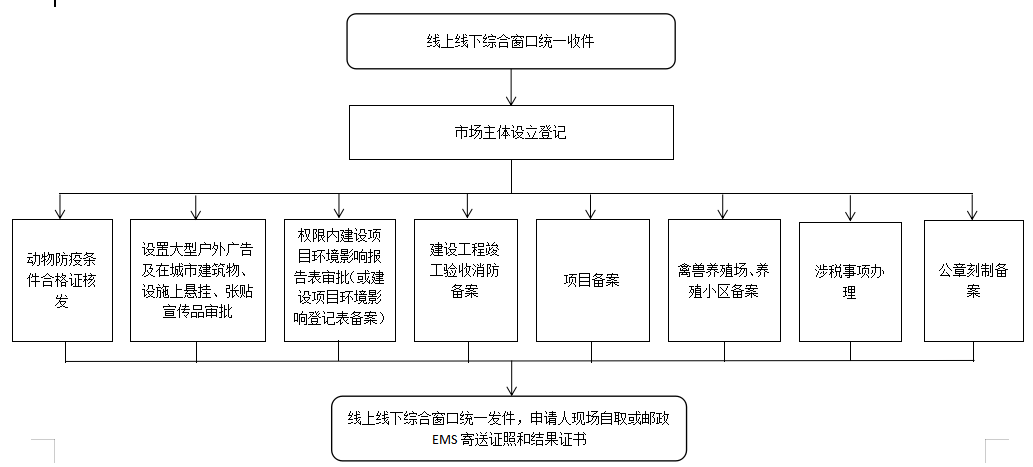 线上线下综合窗口统一收件
市场主体设立登记
动物防疫条
件合格证核
发
设置大型户外广告
及在城市建筑物、
设施上悬挂、张贴
宣传品审批
权限内建设项
目环境影响报
告表审批（或建
设项目环境影
响登记表备案）
建设工程竣
工验收消防
备案
项目备案
禽兽养殖场、养
殖小区备案
涉税事项办
理
公章刻制备
案
线上线下综合窗口统一发件，申请人现场自取或邮政
EMS 寄送证照和结果证书